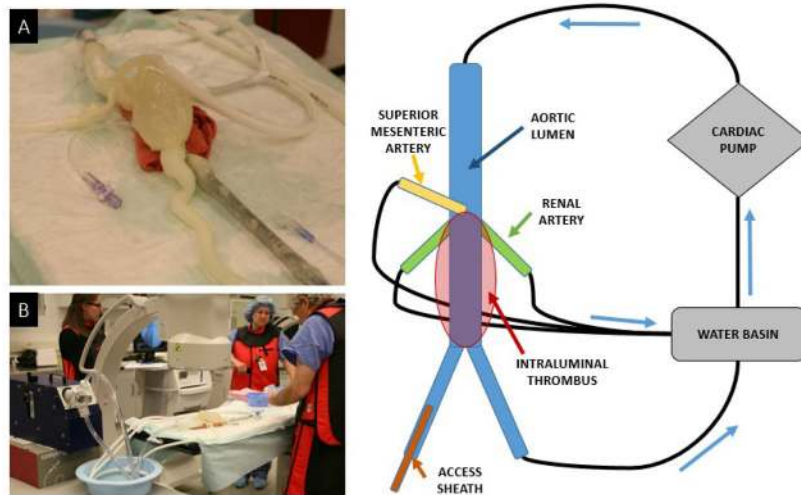 A
B
SUPERIOR
MESENTERIC
ARTERY
AORTIC
LUMEN
CARDIAC
PUMP
RENAL
ARTERY
WATER BASIN
INTRALUMINAL
THROMBUS
ACCESS
SHEATH